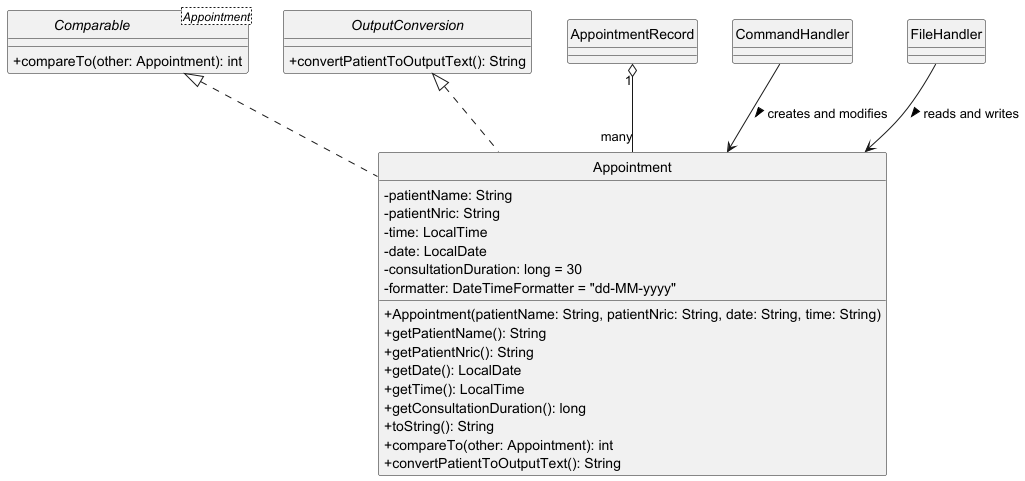 Comparable
Appointment
+compareTo(other: Appointment): int
OutputConversion
+convertPatientToOutputText(): String
AppointmentRecord
CommandHandler
FileHandler
1
many
creates and modifies
reads and writes
Appointment
-patientName: String
-patientNric: String
-time: LocalTime
-date: LocalDate
-consultationDuration: long = 30
-formatter: DateTimeFormatter = "dd-MM-yyyy"
+Appointment(patientName: String, patientNric: String, date: String, time: String)
+getPatientName(): String
+getPatientNric(): String
+getDate(): LocalDate
+getTime(): LocalTime
+getConsultationDuration(): long
+toString(): String
+compareTo(other: Appointment): int
+convertPatientToOutputText(): String